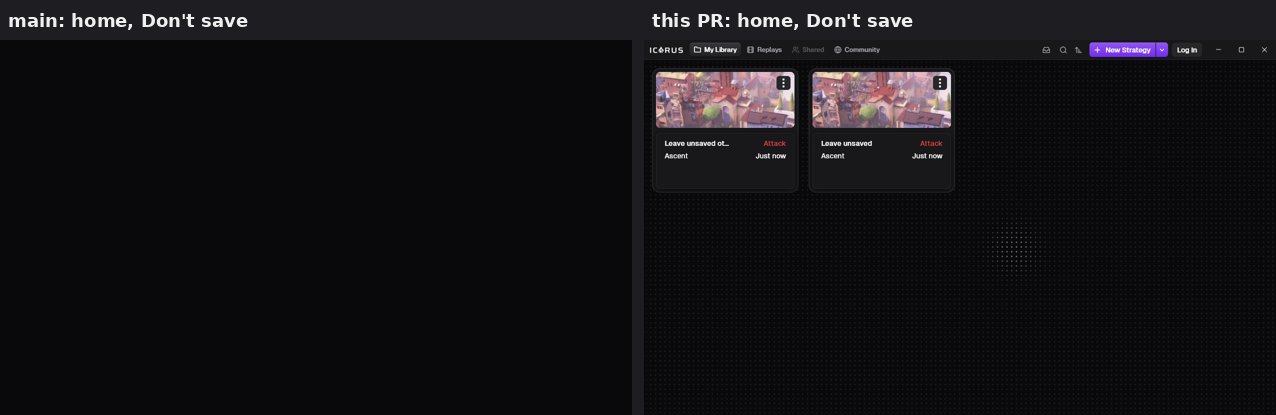 main: home, Don't save
this PR: home, Don't save
ICARUS My Library Replays Shared Community New Strategy Log In
Leave unsaved ot... Attack
Ascent Just now
Leave unsaved Attack
Ascent Just now